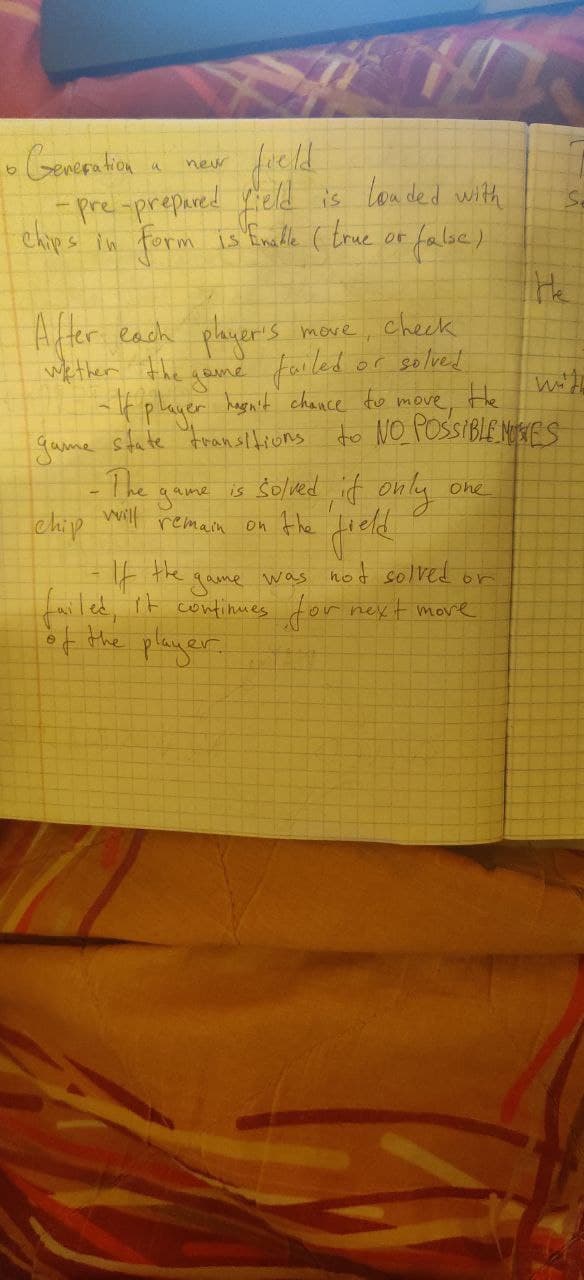 o Generation a new field
- pre-prepared field is loaded with
chips in form isEnable (true or false)
After each player's move, check
wether the game failed or solved
- If player hasn't chance to move, the
game state transitions to NO_POSSIBLE_MOVES
- The game is solved, if only one
chip will remain on the field
- If the game was not solved or
failed, it continues for next move
of the player.
He
with